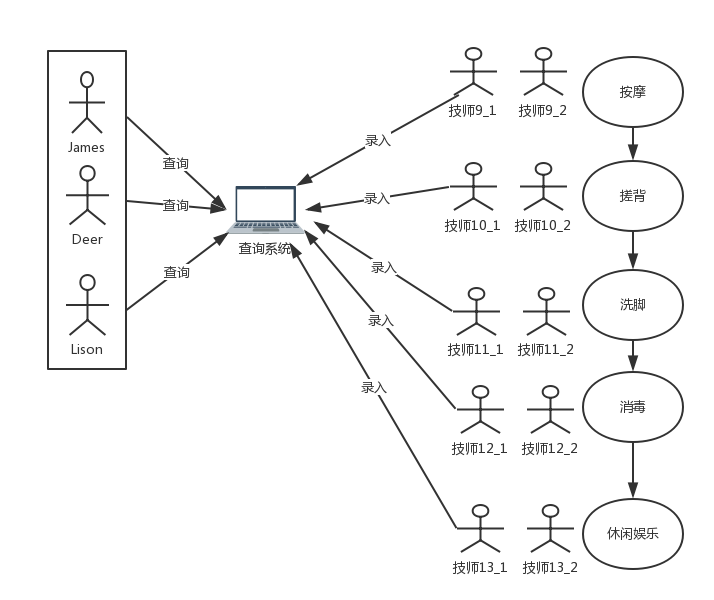 James
Deer
Lison
查询
查询
查询
查询系统
录入
录入
录入
录入
录入
技师9_1 技师9_2
技师10_1 技师10_2
技师11_1 技师11_2
技师12_1 技师12_2
技师13_1 技师13_2
按摩
搓背
洗脚
消毒
休闲娱乐